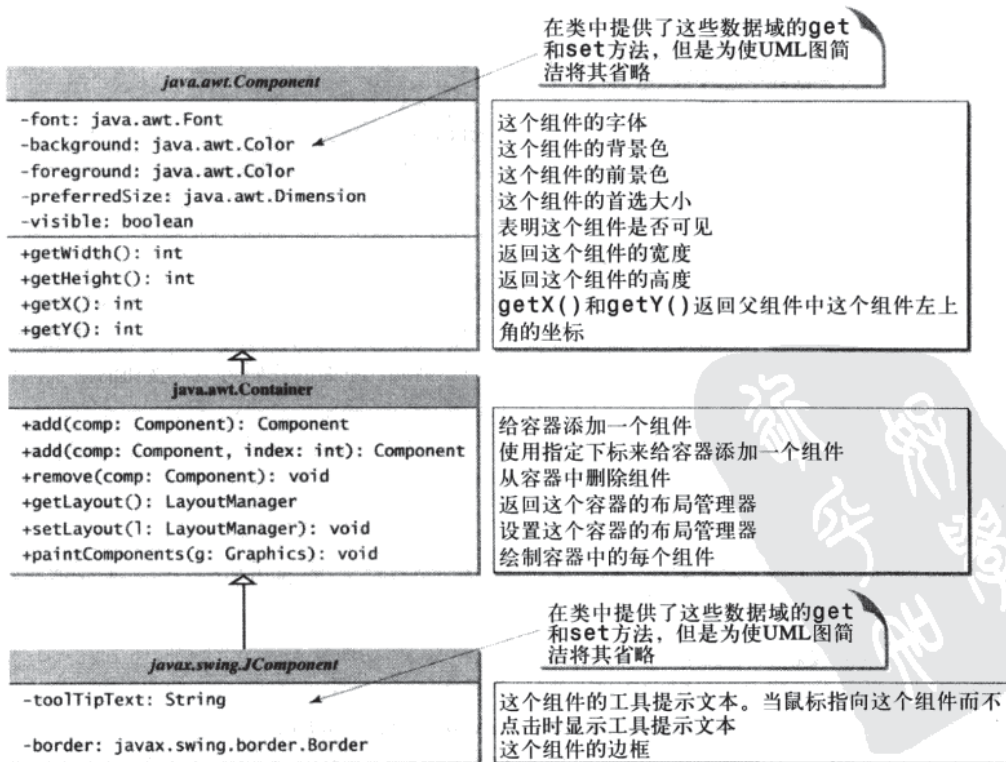 在类中提供了这些数据域的get
和set方法，但是为使UML图简
洁将其省略
java.awt.Component
-font: java.awt.Font
-background: java.awt.Color
-foreground: java.awt.Color
-preferredSize: java.awt.Dimension
-visible: boolean
+getWidth(): int
+getHeight(): int
+getX(): int
+getY(): int
这个组件的字体
这个组件的背景色
这个组件的前景色
这个组件的首选大小
表明这个组件是否可见
返回这个组件的宽度
返回这个组件的高度
getX()和getY()返回父组件中这个组件左上
角的坐标
java.awt.Container
+add(comp: Component): Component
+add(comp: Component, index: int): Component
+remove(comp: Component): void
+getLayout(): LayoutManager
+setLayout(l: LayoutManager): void
+paintComponents(g: Graphics): void
给容器添加一个组件
使用指定下标来给容器添加一个组件
从容器中删除组件
返回这个容器的布局管理器
设置这个容器的布局管理器
绘制容器中的每个组件
在类中提供了这些数据域的get
和set方法，但是为使UML图简
洁将其省略
javax.swing.JComponent
-toolTipText: String
-border: javax.swing.border.Border
这个组件的工具提示文本。当鼠标指向这个组件而不
点击时显示工具提示文本
这个组件的边框